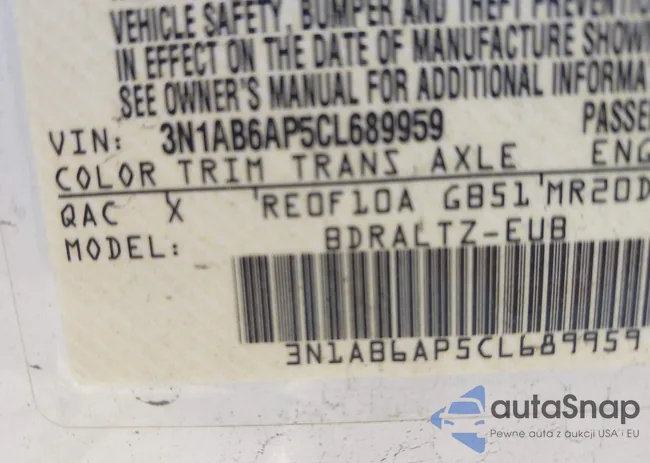 VEHICLE SAFETY, BUMPER AND THEFT PREVENTION
IN EFFECT ON THE DATE OF MANUFACTURE SHOWN
SEE OWNER'S MANUAL FOR ADDITIONAL INFORMA
VIN: 3N1AB6AP5CL689959 PASSE
COLOR TRIM TRANS AXLE ENG
QAC X RE0F10A GB51 MR20D
MODEL: BDRALTZ-EUB
3N1AB6AP5CL689959
autaSnap
Pewne auta z aukcji USA i EU